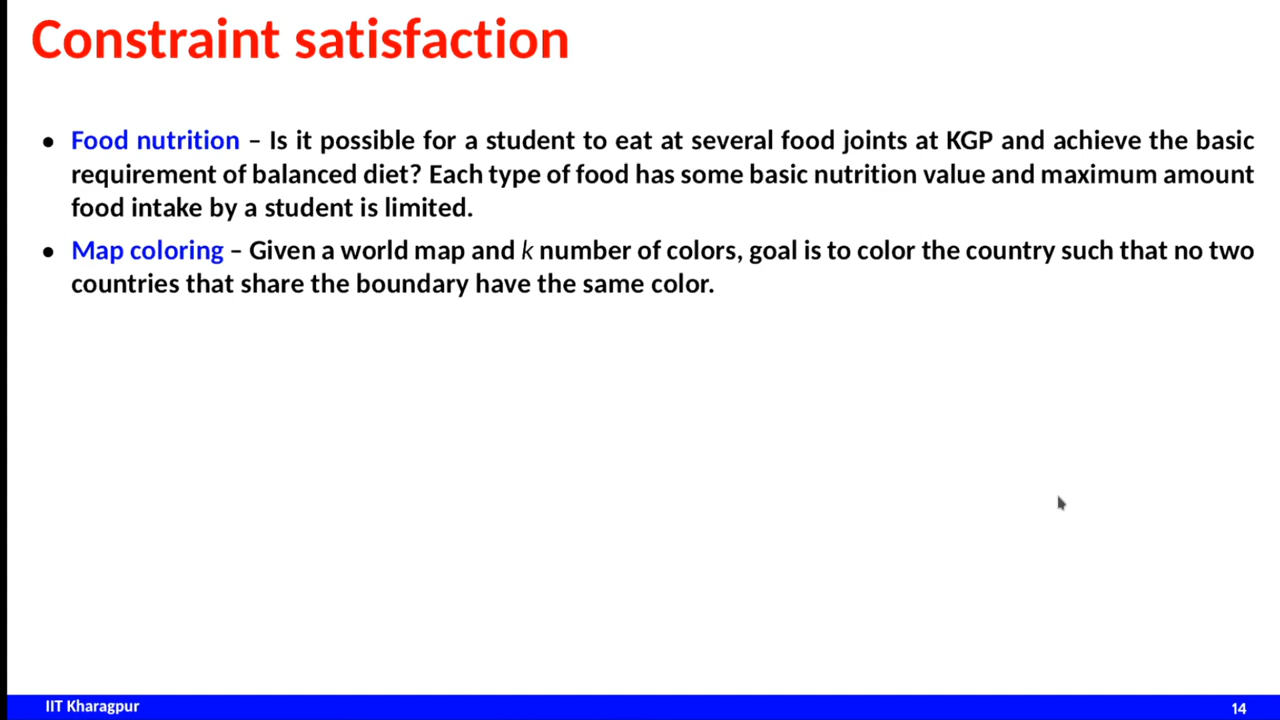 Constraint satisfaction
• Food nutrition – Is it possible for a student to eat at several food joints at KGP and achieve the basic
requirement of balanced diet? Each type of food has some basic nutrition value and maximum amount
food intake by a student is limited.
• Map coloring – Given a world map and k number of colors, goal is to color the country such that no two
countries that share the boundary have the same color.
IIT Kharagpur
14